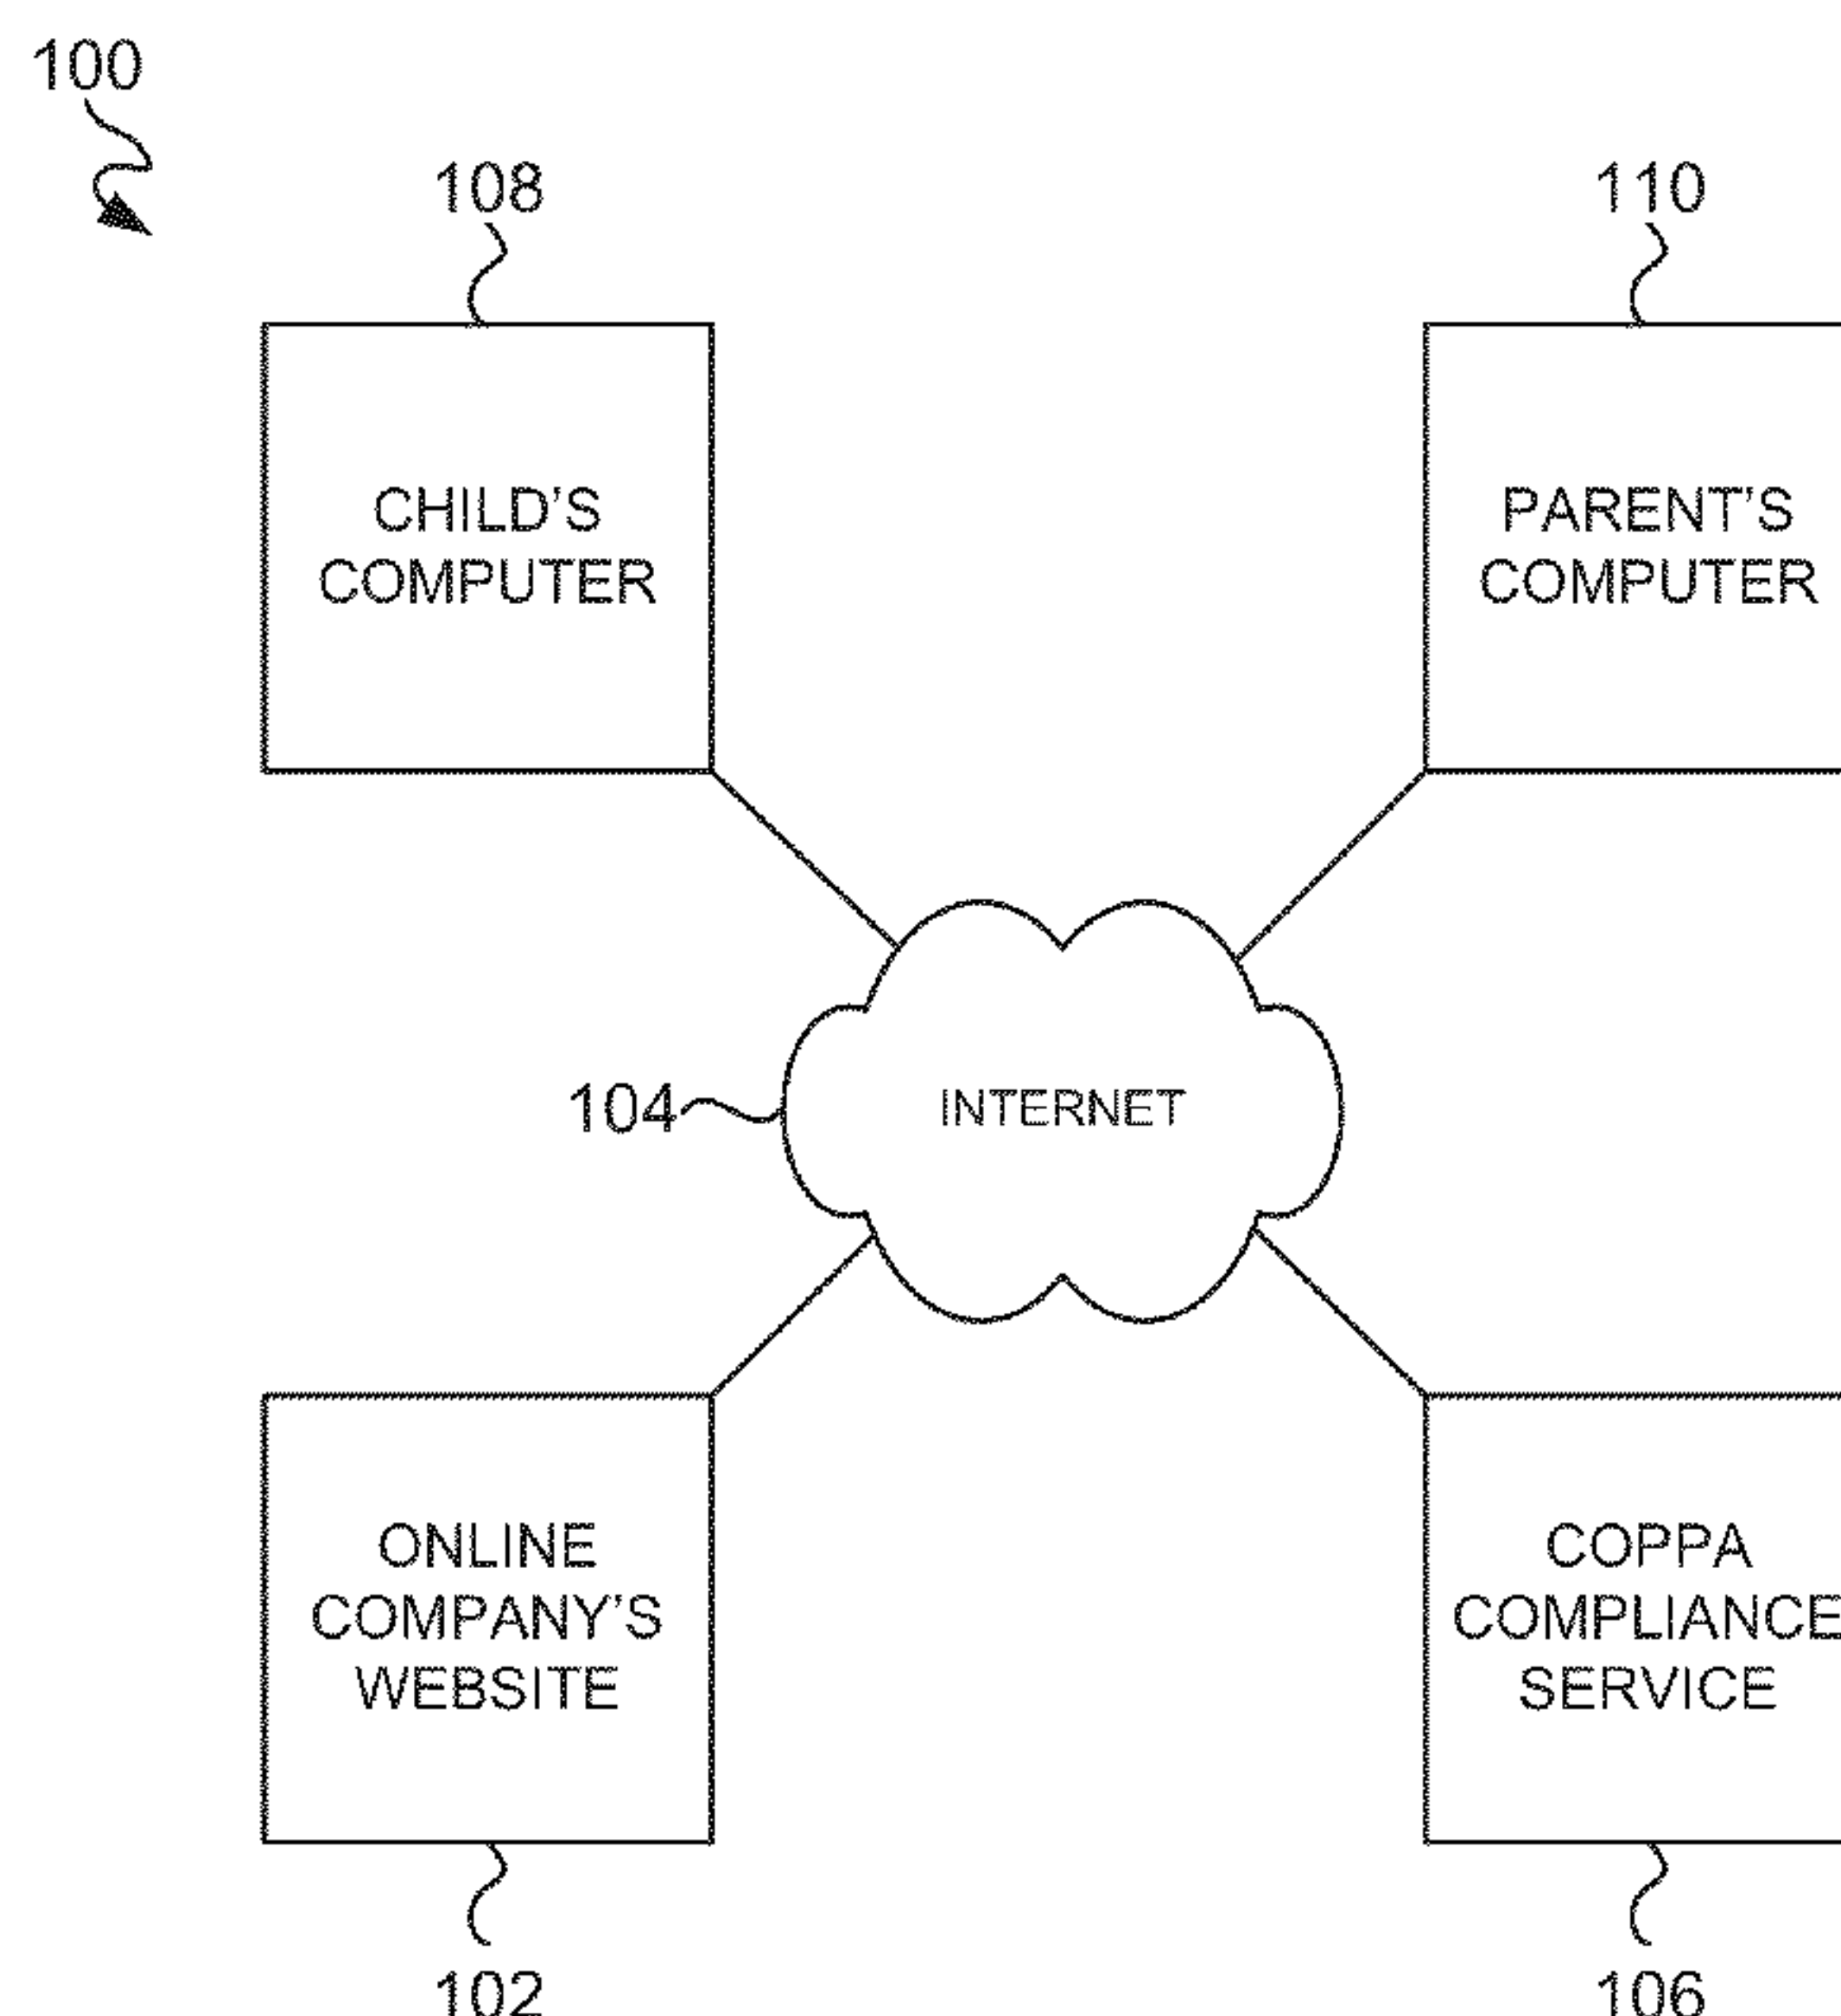 100
108
110
CHILD'S
COMPUTER
PARENT'S
COMPUTER
104
INTERNET
ONLINE
COMPANY'S
WEBSITE
COPPA
COMPLIANCE
SERVICE
102
106